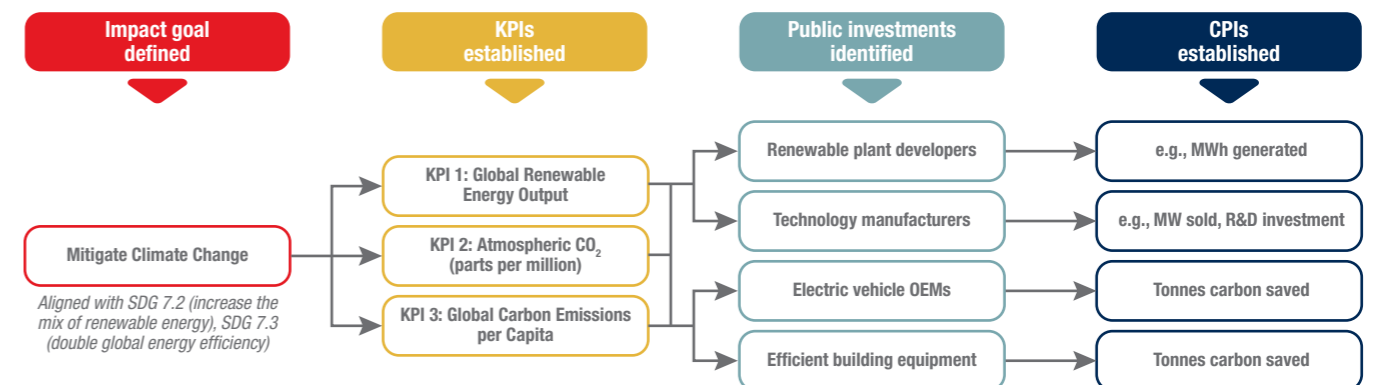 Impact goal
defined
KPIs
established
Public investments
identified
CPIs
established
Mitigate Climate Change
Aligned with SDG 7.2 (increase the
mix of renewable energy), SDG 7.3
(double global energy efficiency)
KPI 1: Global Renewable
Energy Output
KPI 2: Atmospheric CO₂
(parts per million)
KPI 3: Global Carbon Emissions
per Capita
Renewable plant developers
Technology manufacturers
Electric vehicle OEMs
Efficient building equipment
e.g., MWh generated
e.g., MW sold, R&D investment
Tonnes carbon saved
Tonnes carbon saved